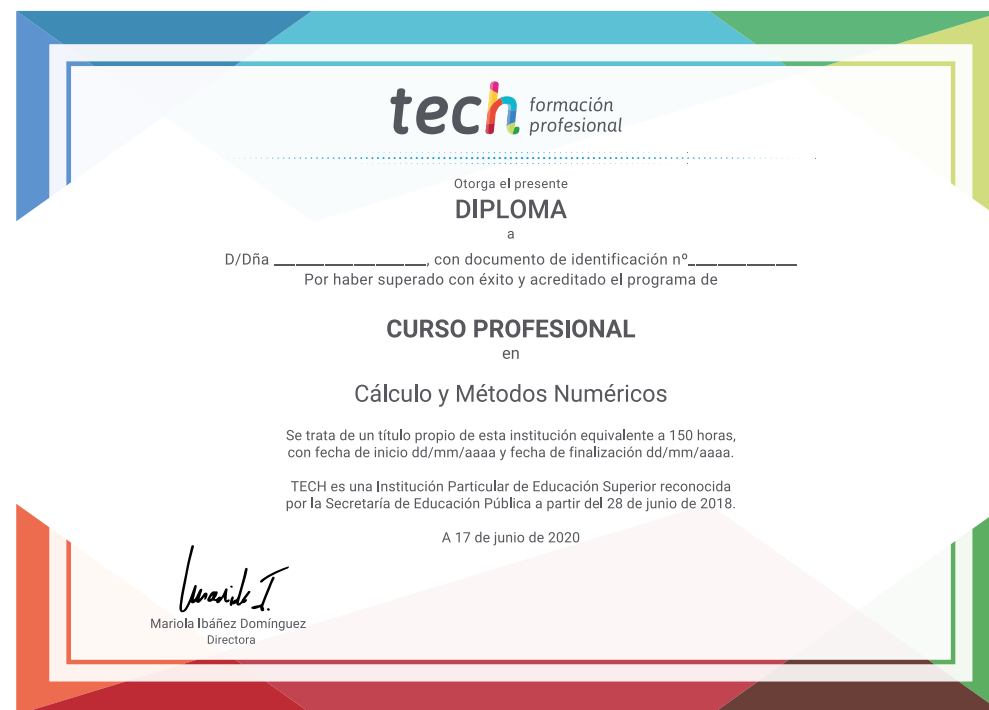 tech formación
profesional
Otorga el presente
DIPLOMA
a
D/Dña ________________, con documento de identificación nº____________
Por haber superado con éxito y acreditado el programa de
CURSO PROFESIONAL
en
Cálculo y Métodos Numéricos
Se trata de un título propio de esta institución equivalente a 150 horas,
con fecha de inicio dd/mm/aaaa y fecha de finalización dd/mm/aaaa.
TECH es una Institución Particular de Educación Superior reconocida
por la Secretaría de Educación Pública a partir del 28 de junio de 2018.
A 17 de junio de 2020
Mariola Ibáñez Domínguez
Directora